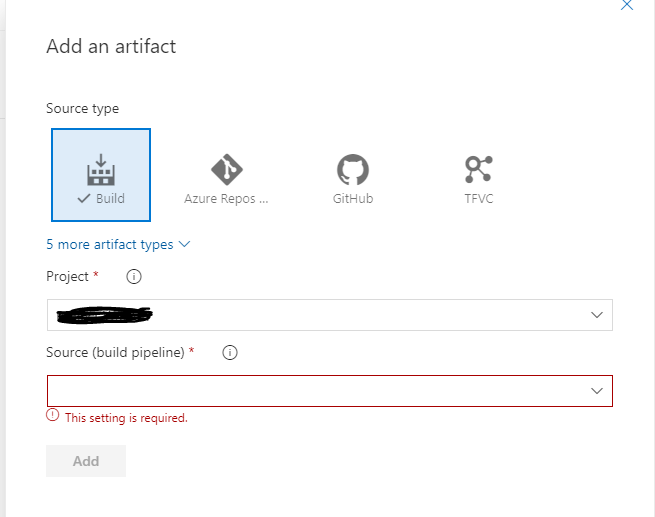 Add an artifact
Source type
Build
Azure Repos ...
GitHub
TFVC
5 more artifact types
Project *
Source (build pipeline) *
This setting is required.
Add